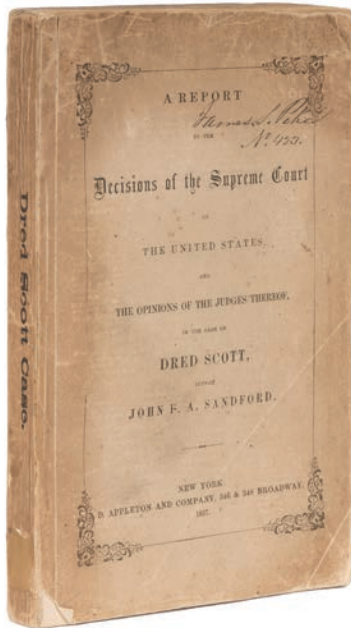 Dred Scott Case.
A REPORT
OF THE
Decisions of the Supreme Court
OF
THE UNITED STATES,
AND
THE OPINIONS OF THE JUDGES THEREOF,
IN THE CASE OF
DRED SCOTT,
VERSUS
JOHN F. A. SANDFORD.
NEW YORK:
D. APPLETON AND COMPANY, 346 & 348 BROADWAY.
1857.